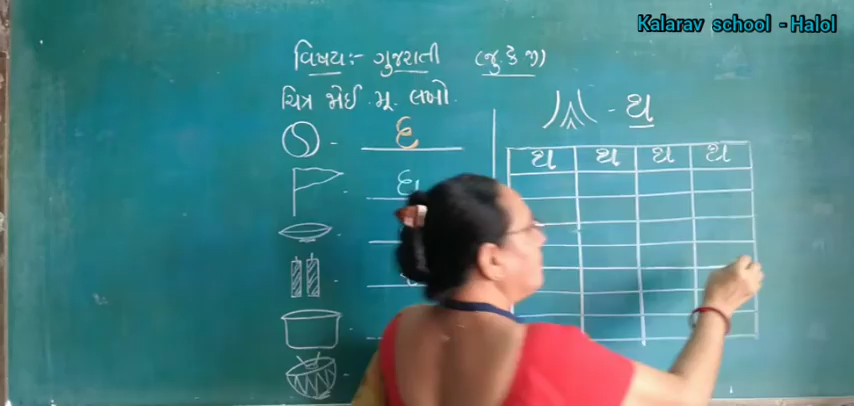 Kalarav school - Halol
વિષય:- ગુજરાતી (જુ. કે. જી)
ચિત્ર જોઈ મૂ. લખો.
- થ
દ
ધ
થ થ થ થ